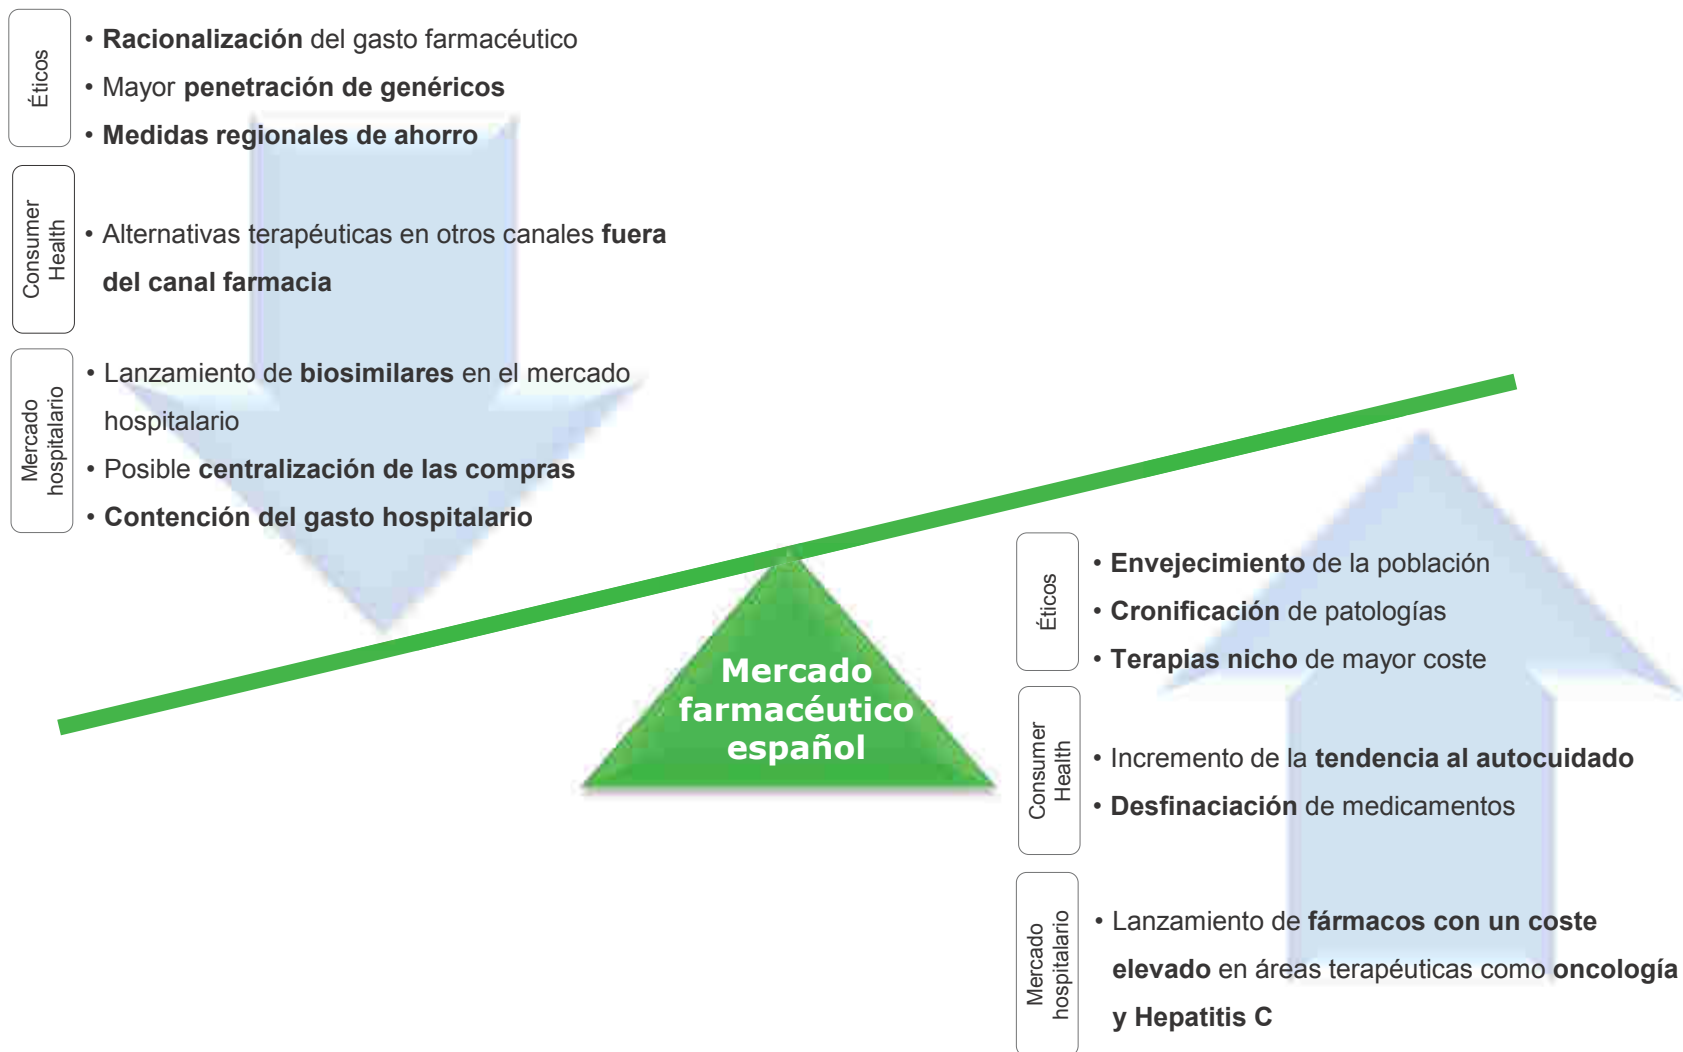 Éticos
• Racionalización del gasto farmacéutico
• Mayor penetración de genéricos
• Medidas regionales de ahorro
Consumer
Health
• Alternativas terapéuticas en otros canales fuera
del canal farmacia
Mercado
hospitalario
• Lanzamiento de biosimilares en el mercado
hospitalario
• Posible centralización de las compras
• Contención del gasto hospitalario
Mercado
farmacéutico
español
Éticos
• Envejecimiento de la población
• Cronificación de patologías
• Terapias nicho de mayor coste
Consumer
Health
• Incremento de la tendencia al autocuidado
• Desfinaciación de medicamentos
Mercado
hospitalario
• Lanzamiento de fármacos con un coste
elevado en áreas terapéuticas como oncología
y Hepatitis C